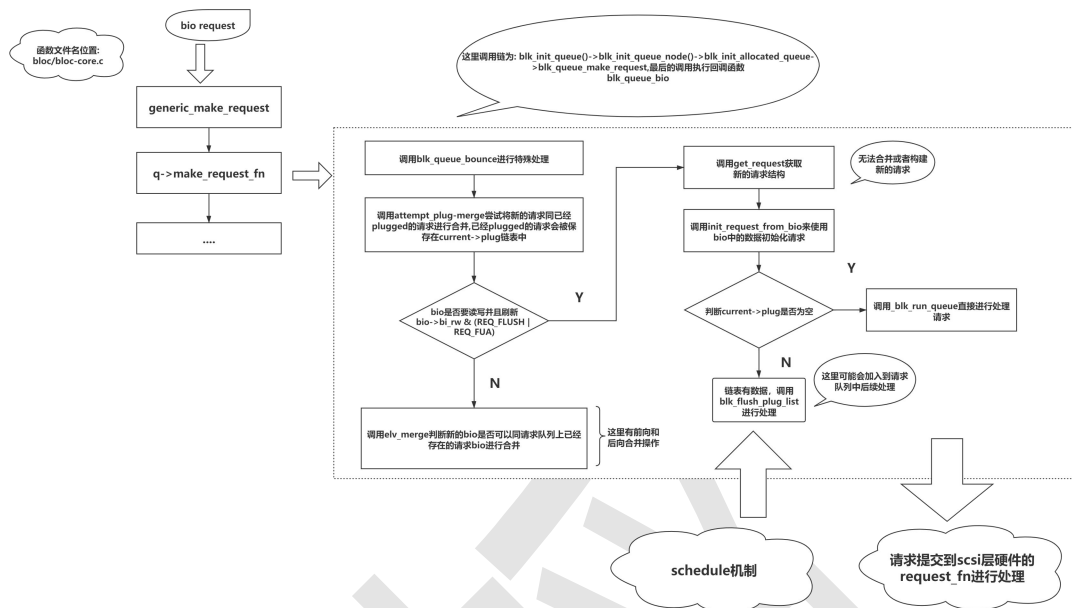 bio request
函数文件名位置:
bloc/bloc-core.c
这里调用链为: blk_init_queue()->blk_init_queue_node()->blk_init_allocated_queue-
>blk_queue_make_request,最后的调用执行回调函数
blk_queue_bio
generic_make_request
q->make_request_fn
....
调用blk_queue_bounce进行特殊处理
调用attempt_plug-merge尝试将新的请求同已经
plugged的请求进行合并,已经plugged的请求会被保
存在current->plug链表中
bio是否要读写并且刷新
bio->bi_rw & (REQ_FLUSH |
REQ_FUA)
Y
N
调用elv_merge判断新的bio是否可以同请求队列上已经
存在的请求bio进行合并
这里有前向和
后向合并操作
调用get_request获取
新的请求结构
无法合并或者构建
新的请求
调用init_request_from_bio来使用
bio中的数据初始化请求
判断current->plug是否为空
Y
调用_blk_run_queue直接进行处理
请求
N
链表有数据，调用
blk_flush_plug_list
进行处理
这里可能会加入到请求
队列中后续处理
schedule机制
请求提交到scsi层硬件的
request_fn进行处理